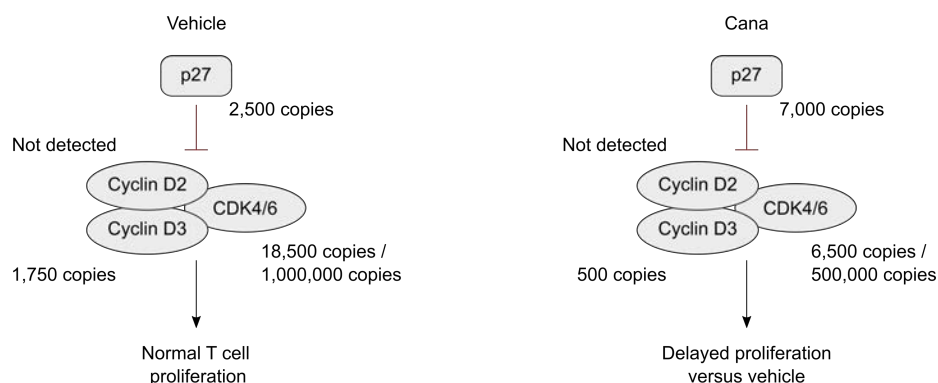 Vehicle
p27
2,500 copies
Not detected
Cyclin D2
CDK4/6
Cyclin D3
18,500 copies /
1,750 copies
1,000,000 copies
Normal T cell
proliferation
Cana
p27
7,000 copies
Not detected
Cyclin D2
CDK4/6
Cyclin D3
6,500 copies /
500 copies
500,000 copies
Delayed proliferation
versus vehicle